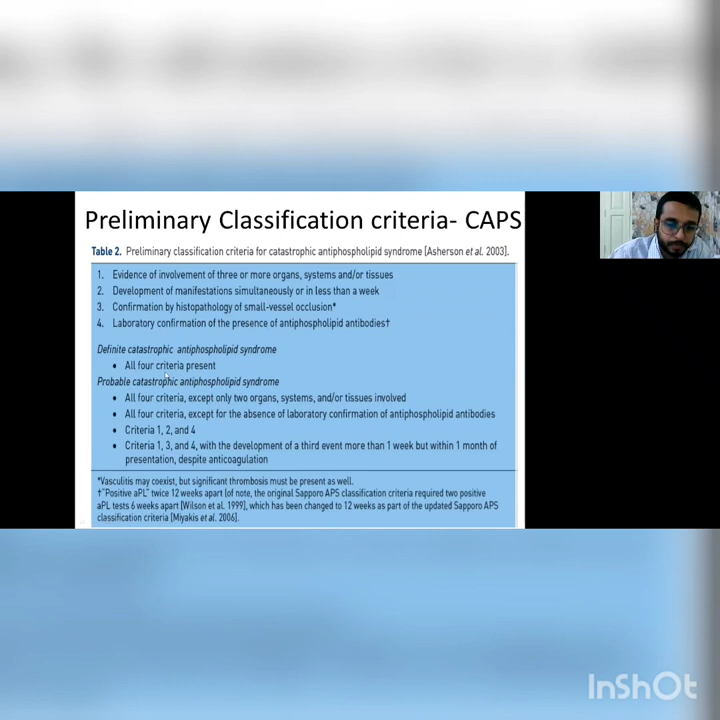 Preliminary Classification criteria- CAPS
Table 2. Preliminary classification criteria for catastrophic antiphospholipid syndrome [Asherson et al. 2003].
1. Evidence of involvement of three or more organs, systems and/or tissues
2. Development of manifestations simultaneously or in less than a week
3. Confirmation by histopathology of small-vessel occlusion*
4. Laboratory confirmation of the presence of antiphospholipid antibodies†
Definite catastrophic antiphospholipid syndrome
• All four criteria present
Probable catastrophic antiphospholipid syndrome
• All four criteria, except only two organs, systems, and/or tissues involved
• All four criteria, except for the absence of laboratory confirmation of antiphospholipid antibodies
• Criteria 1, 2, and 4
• Criteria 1, 3, and 4, with the development of a third event more than 1 week but within 1 month of
presentation, despite anticoagulation
*Vasculitis may coexist, but significant thrombosis must be present as well.
†"Positive aPL" twice 12 weeks apart (of note, the original Sapporo APS classification criteria required two positive
aPL tests 6 weeks apart [Wilson et al. 1999], which has been changed to 12 weeks as part of the updated Sapporo APS
classification criteria [Miyakis et al. 2006].
InShOt